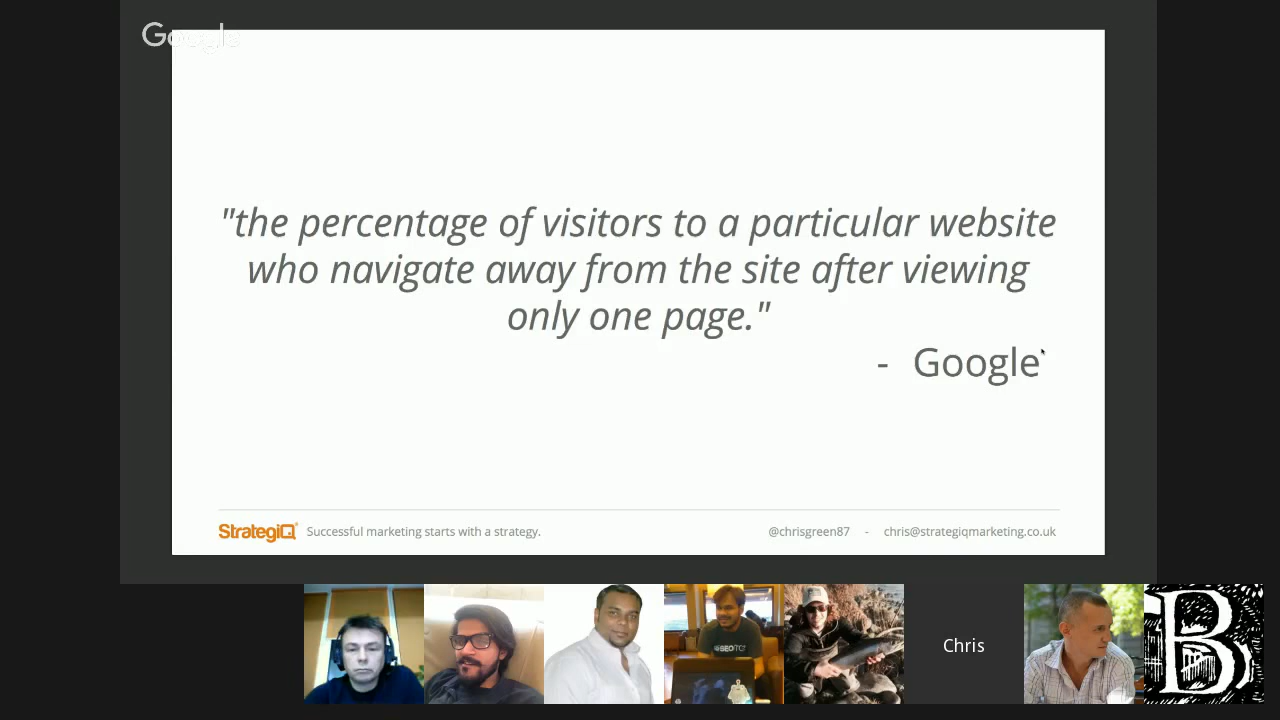 Google
"the percentage of visitors to a particular website
who navigate away from the site after viewing
only one page."
- Google
StrategiQ Successful marketing starts with a strategy. @chrisgreen87 - chris@strategiqmarketing.co.uk
Chris
B